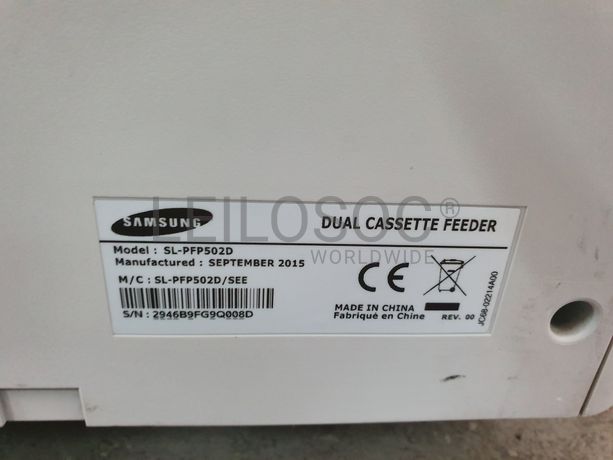 SAMSUNG
DUAL CASSETTE FEEDER
Model : SL-PFP502D
Manufactured : SEPTEMBER 2015
M/C : SL-PFP502D/SEE
S/N : 2946B9FG9Q008D
CE
MADE IN CHINA
Fabriqué en Chine
REV. 00
JC68-02214A00
LEILOSOC®
WORLDWIDE